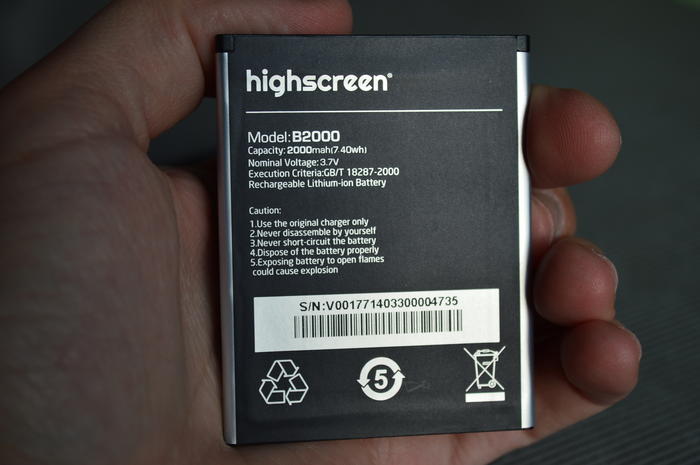 highscreen®
Model:B2000
Capacity: 2000mah(7.40wh)
Nominal Voltage: 3.7V
Execution Criteria:GB/T 18287-2000
Rechargeable Lithium-ion Battery
Caution:
1.Use the original charger only
2.Never disassemble by yourself
3.Never short-circuit the battery
4.Dispose of the battery properly
5.Exposing battery to open flames
could cause explosion
S/N:V001771403300004735
5